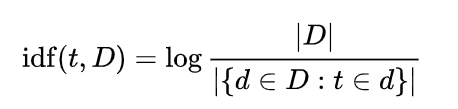 idf(t, D) = log |D| / |{d ∈ D : t ∈ d}|